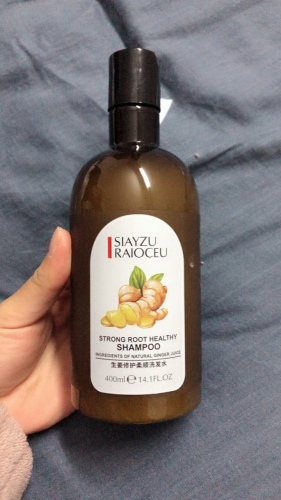 SIAYZU
RAIOCEU
STRONG ROOT HEALTHY
SHAMPOO
INGREDIENTS OF NATURAL GINGER JUICE
生姜修护柔顺洗发水
400ml ℮ 14.1FL.OZ